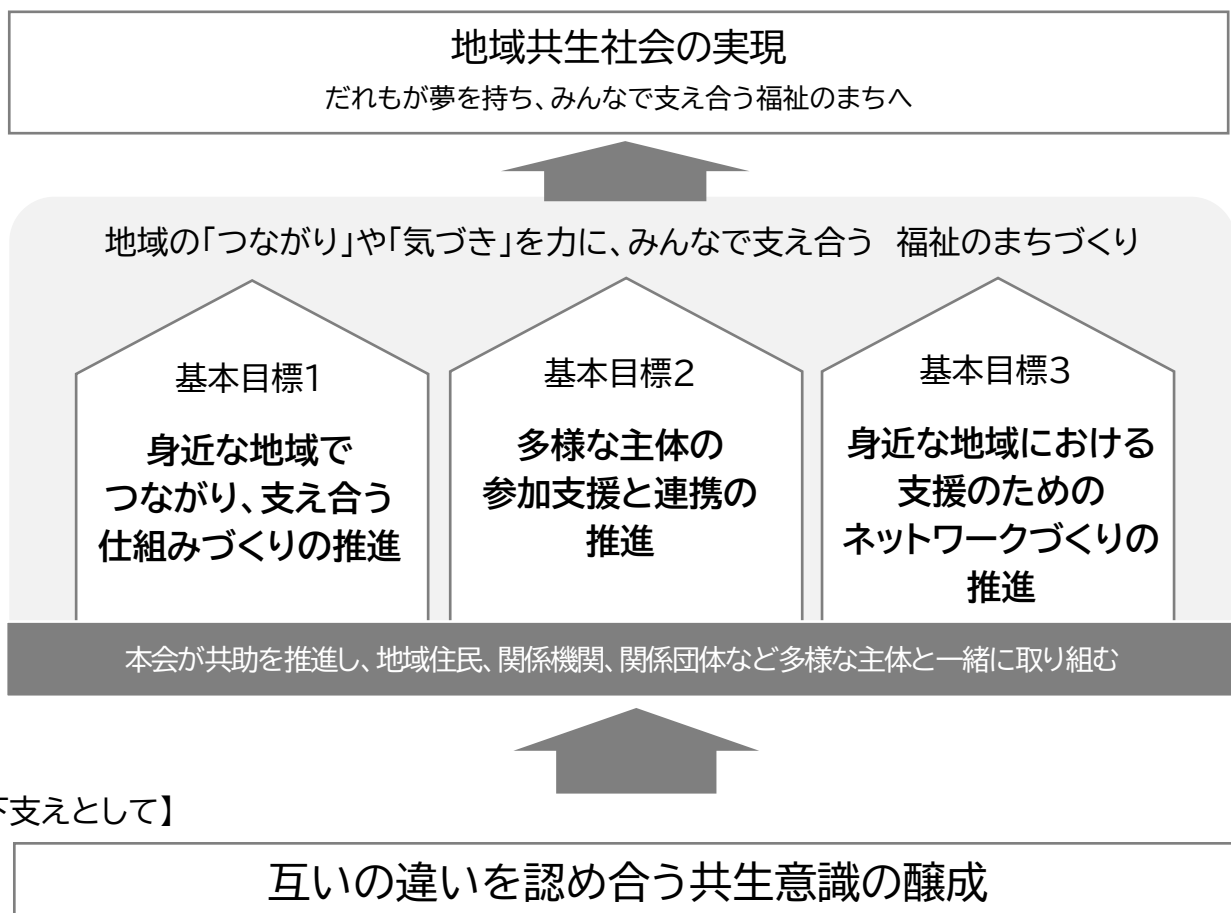 地域共生社会の実現
だれもが夢を持ち、みんなで支え合う福祉のまちへ
地域の「つながり」や「気づき」を力に、みんなで支え合う　福祉のまちづくり
基本目標1
身近な地域で
つながり、支え合う
仕組みづくりの推進
基本目標2
多様な主体の
参加支援と連携の
推進
基本目標3
身近な地域における
支援のための
ネットワークづくりの
推進
本会が共助を推進し、地域住民、関係機関、関係団体など多様な主体と一緒に取り組む
下支えとして】
互いの違いを認め合う共生意識の醸成